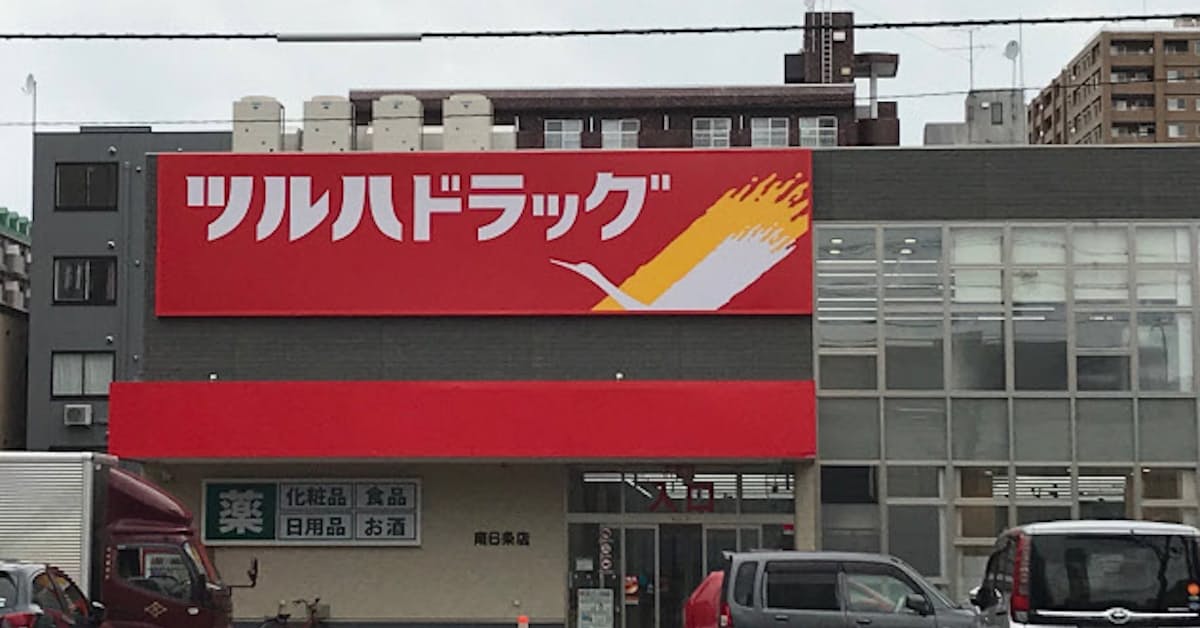 ツルハドラッグ
薬
化粧品 食品
日用品 お酒
入口